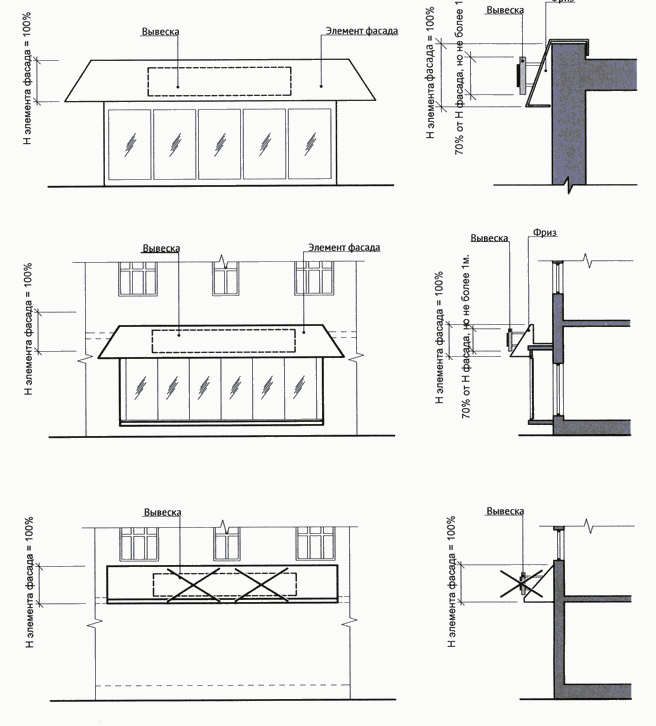 Н элемента фасада = 100%
Вывеска
Элемент фасада
Н элемента фасада = 100%
70% от Н фасада, но не более 1
Вывеска
Фриз
Н элемента фасада = 100%
Вывеска
Элемент фасада
Н элемента фасада = 100%
70% от Н фасада, но не более 1м.
Вывеска
Фриз
Н элемента фасада = 100%
Вывеска
Н элемента фасада = 100%
Вывеска